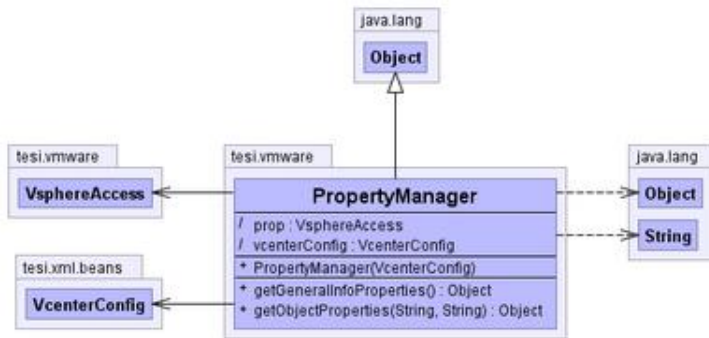 java.lang
Object
tesi.vmware
VsphereAccess
tesi.vmware
PropertyManager
/ prop : VsphereAccess
/ vcenterConfig : VcenterConfig
+ PropertyManager(VcenterConfig)
+ getGeneralInfoProperties() : Object
+ getObjectProperties(String, String) : Object
java.lang
Object
String
tesi.xml.beans
VcenterConfig